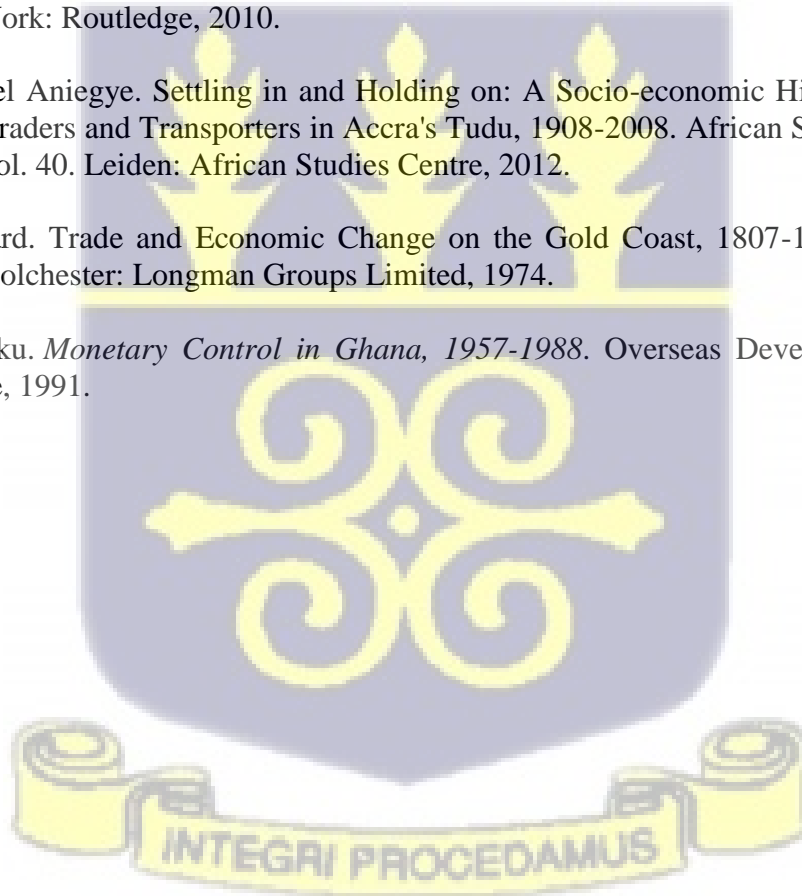 ork: Routledge, 2010.
el Aniegye. Settling in and Holding on: A Socio-economic Hi
raders and Transporters in Accra's Tudu, 1908-2008. African S
ol. 40. Leiden: African Studies Centre, 2012.
ard. Trade and Economic Change on the Gold Coast, 1807-1
olchester: Longman Groups Limited, 1974.
ku. Monetary Control in Ghana, 1957-1988. Overseas Deve
e, 1991.
INTEGRI PROCEDAMUS